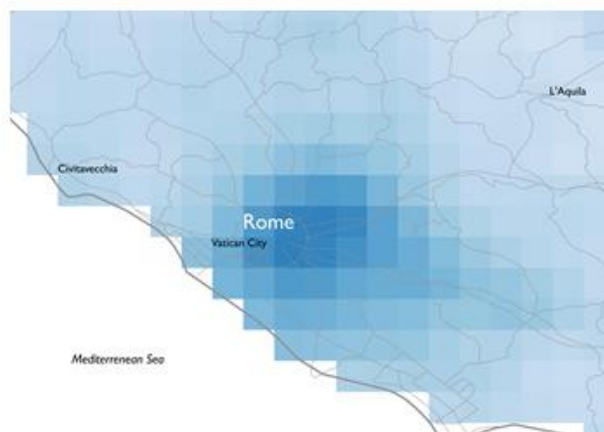 L'Aquila
Civitavecchia
Rome
Vatican City
Mediterrenean Sea